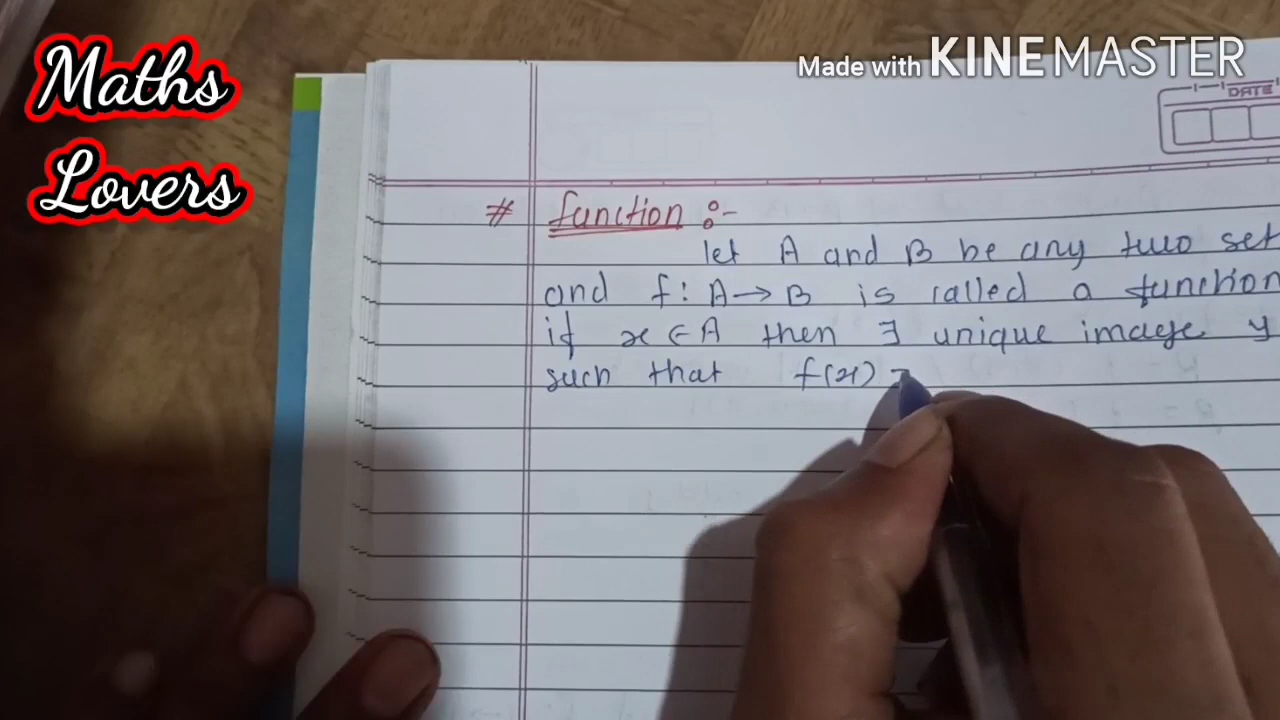 Maths
Lovers
Made with KINEMASTER
DATE
# function :-
let A and B be any two set
and f: A→B is called a function
if x ∈ A then ∃ unique image y
such that f(x) =